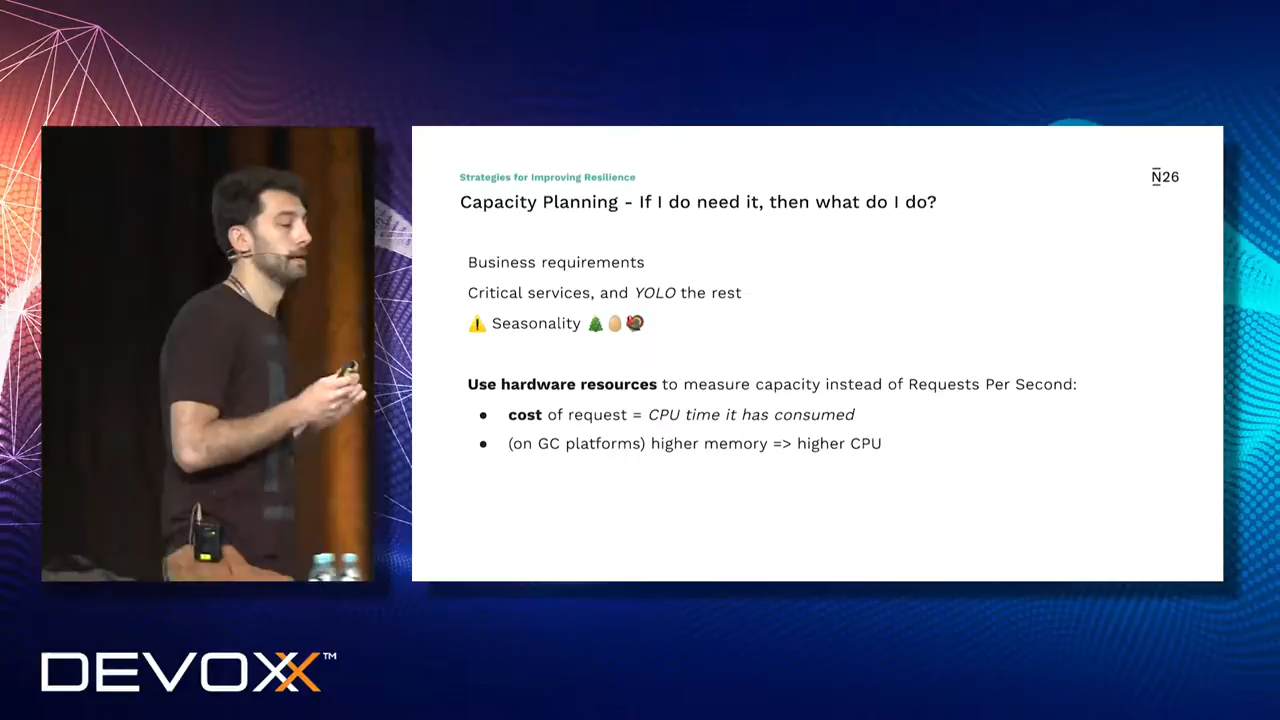 Strategies for Improving Resilience
N26
Capacity Planning - If I do need it, then what do I do?
Business requirements
Critical services, and YOLO the rest
⚠️ Seasonality 🎄🥚🦃
Use hardware resources to measure capacity instead of Requests Per Second:
● cost of request = CPU time it has consumed
● (on GC platforms) higher memory => higher CPU
DEVOXX™